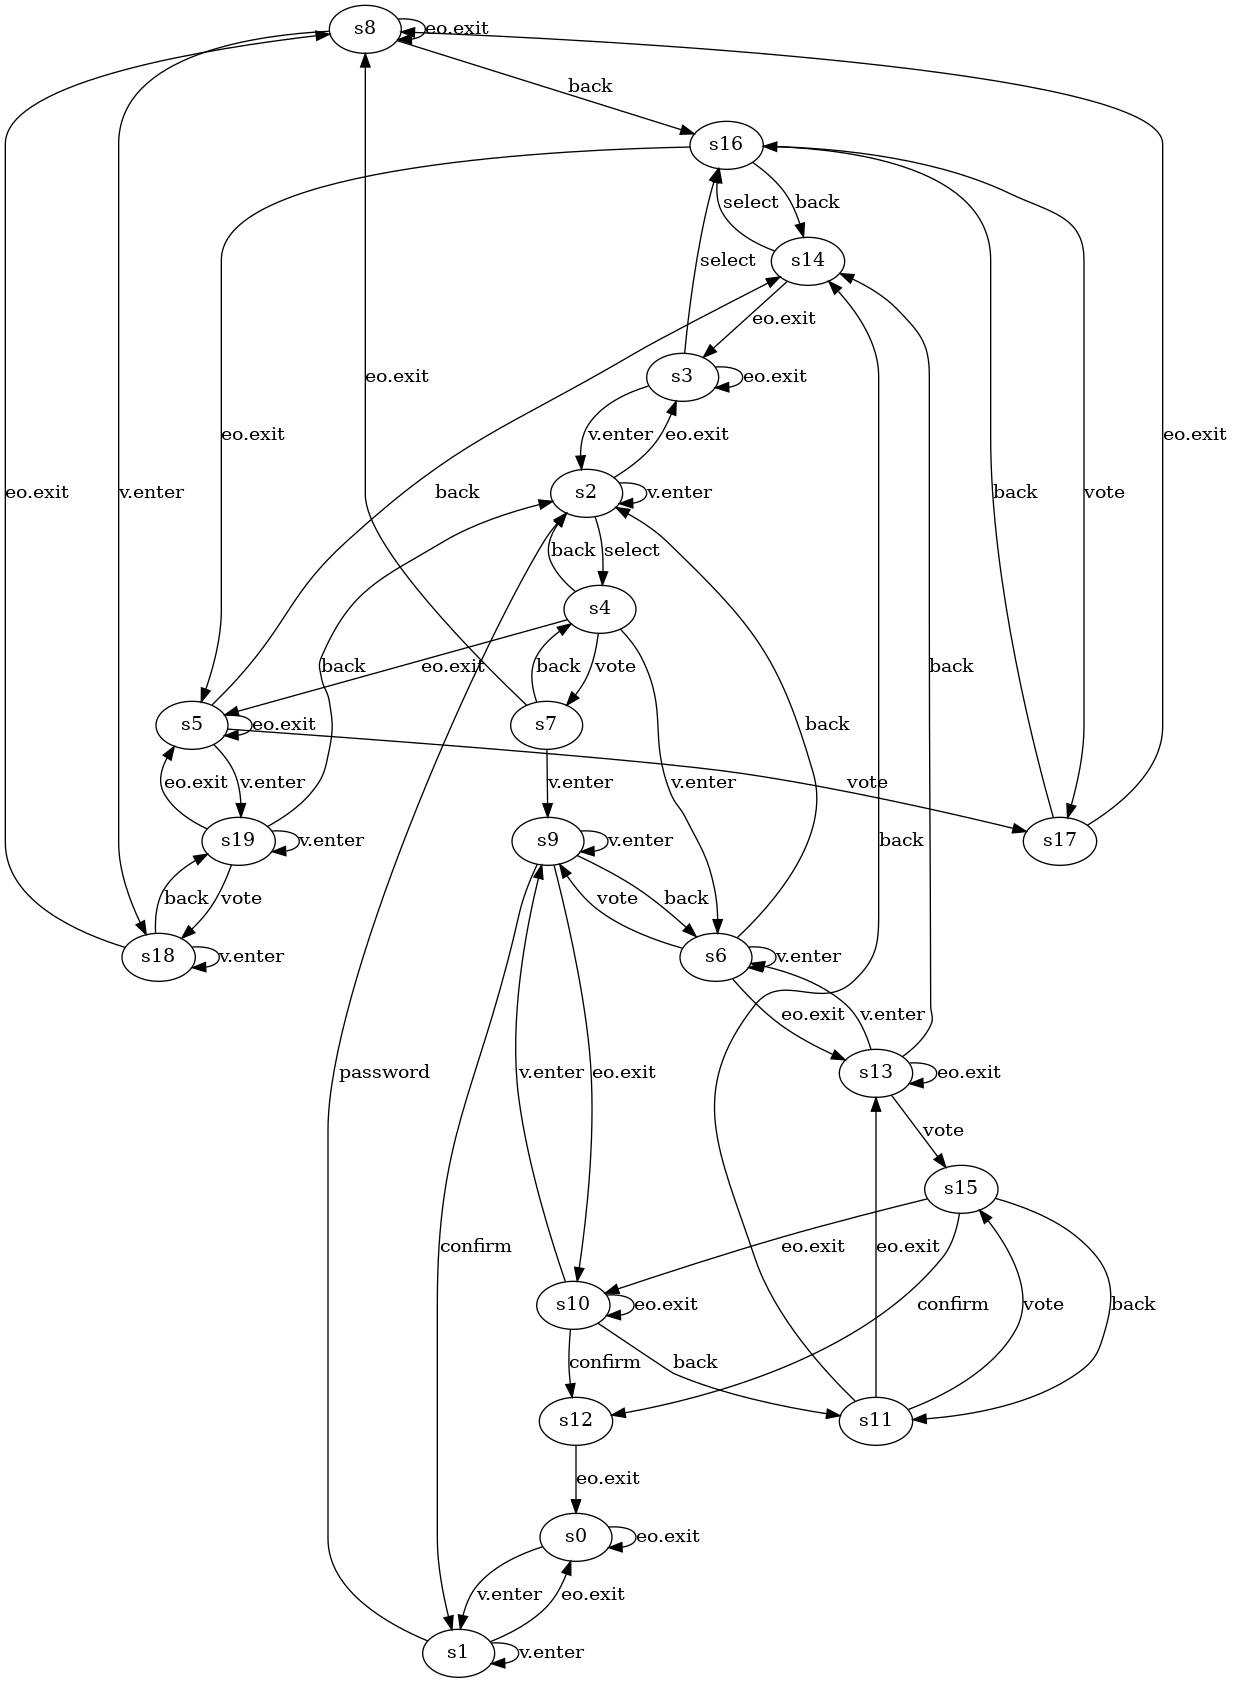 s8
eo.exit
back
s16
select
back
s14
select
eo.exit
s3
eo.exit
eo.exit
eo.exit
v.enter
eo.exit
eo.exit
eo.exit
v.enter
back
s2
v.enter
back
vote
back
select
s4
back
eo.exit
back
vote
back
s5
eo.exit
s7
eo.exit
v.enter
v.enter
v.enter
vote
s19
v.enter
s9
v.enter
back
s17
back
vote
vote
back
s18
v.enter
s6
v.enter
eo.exit
v.enter
password
v.enter
eo.exit
s13
eo.exit
vote
s15
confirm
eo.exit
eo.exit
s10
eo.exit
confirm
vote
back
confirm
back
s12
s11
eo.exit
s0
eo.exit
v.enter
eo.exit
s1
v.enter